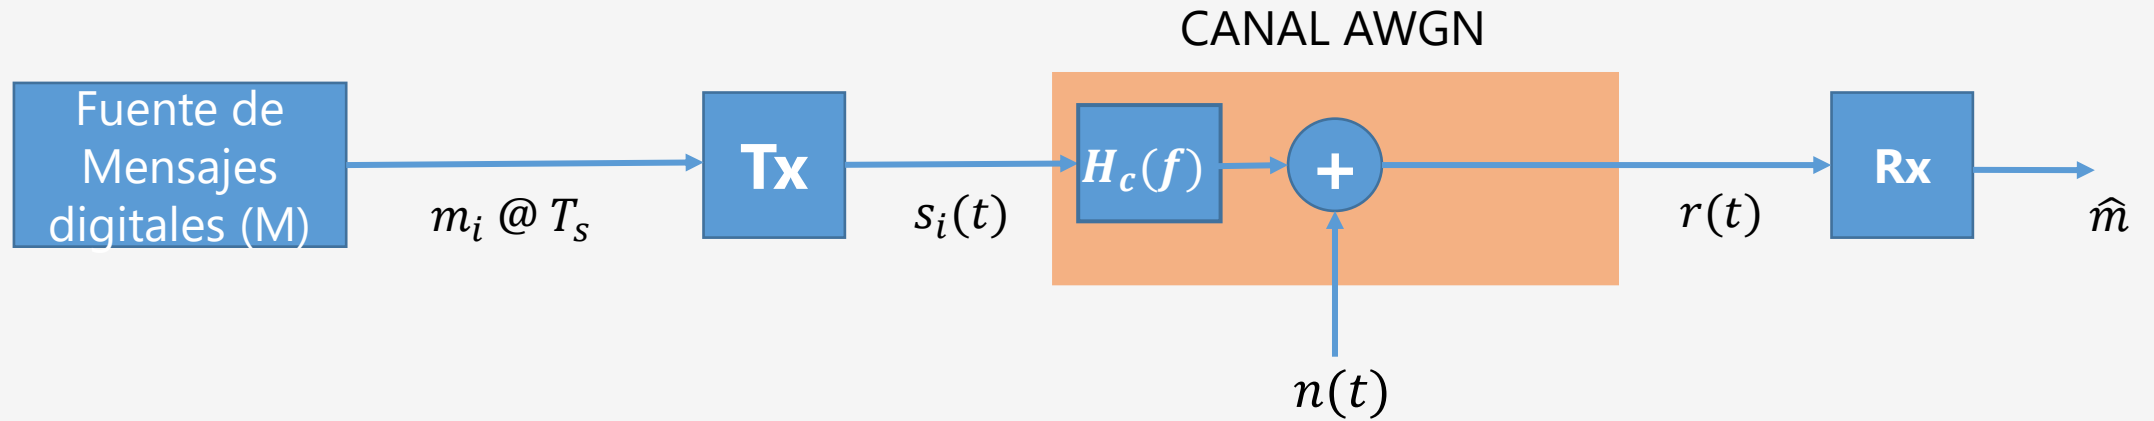 CANAL AWGN
Fuente de
Mensajes
digitales (M)
Tx
H_c(f)
+
Rx
m_i @ T_s
s_i(t)
r(t)
m̂
n(t)